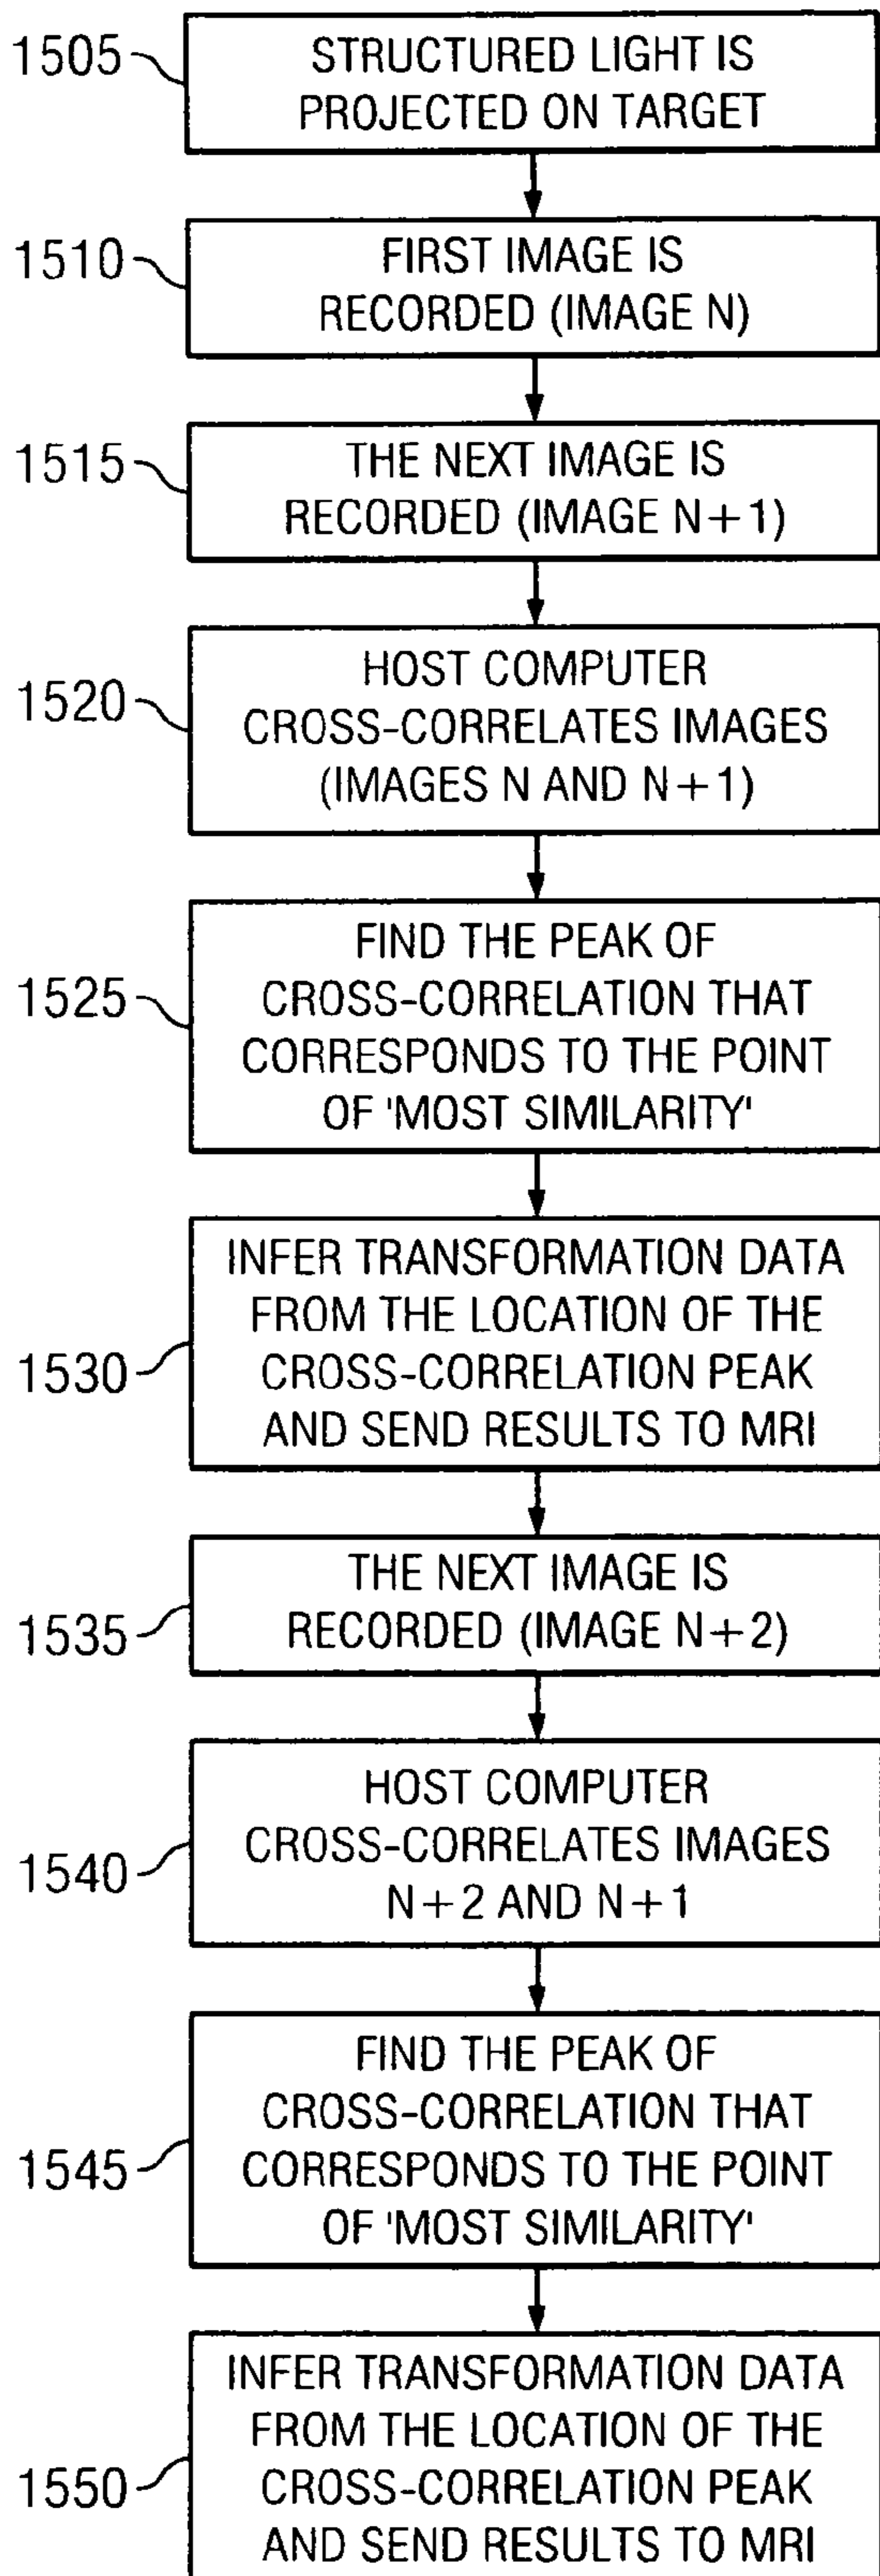 1505
STRUCTURED LIGHT IS
PROJECTED ON TARGET
1510
FIRST IMAGE IS
RECORDED (IMAGE N)
1515
THE NEXT IMAGE IS
RECORDED (IMAGE N+1)
1520
HOST COMPUTER
CROSS-CORRELATES IMAGES
(IMAGES N AND N+1)
1525
FIND THE PEAK OF
CROSS-CORRELATION THAT
CORRESPONDS TO THE POINT
OF 'MOST SIMILARITY'
1530
INFER TRANSFORMATION DATA
FROM THE LOCATION OF THE
CROSS-CORRELATION PEAK
AND SEND RESULTS TO MRI
1535
THE NEXT IMAGE IS
RECORDED (IMAGE N+2)
1540
HOST COMPUTER
CROSS-CORRELATES IMAGES
N+2 AND N+1
1545
FIND THE PEAK OF
CROSS-CORRELATION THAT
CORRESPONDS TO THE POINT
OF 'MOST SIMILARITY'
1550
INFER TRANSFORMATION DATA
FROM THE LOCATION OF THE
CROSS-CORRELATION PEAK
AND SEND RESULTS TO MRI